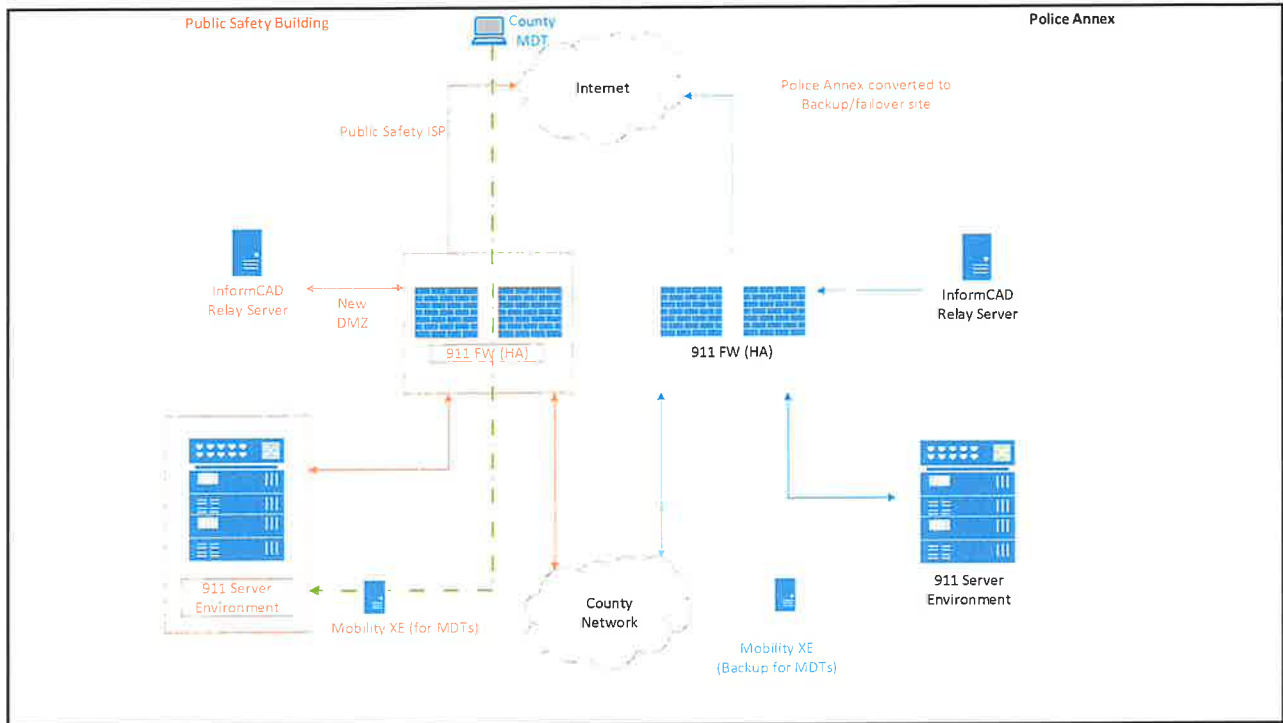 Public Safety Building
County
MDT
Police Annex
Internet
Police Annex converted to
Backup/failover site
Public Safety ISP
InformCAD
Relay Server
New
DMZ
911 FW (HA)
911 FW (HA)
InformCAD
Relay Server
911 Server
Environment
Mobility XE (for MDTs)
County
Network
Mobility XE
(Backup for MDTs)
911 Server
Environment